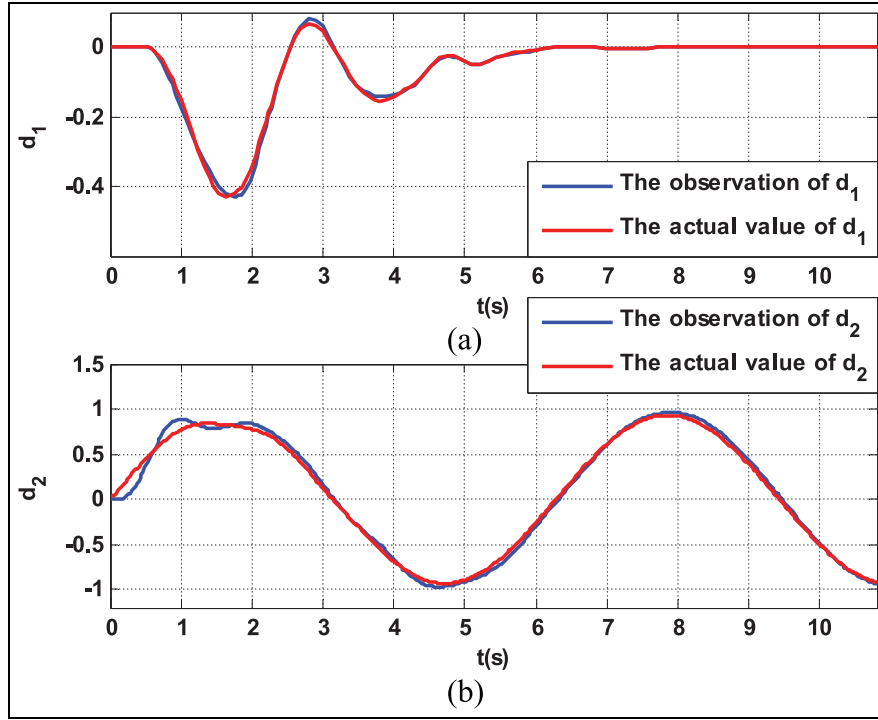 0
-0.2
-0.4
d1
The observation of d1
The actual value of d1
0 1 2 3 4 5 6 7 8 9 10
t(s)
(a)
The observation of d2
The actual value of d2
1.5
1
0.5
0
-0.5
-1
d2
0 1 2 3 4 5 6 7 8 9 10
t(s)
(b)